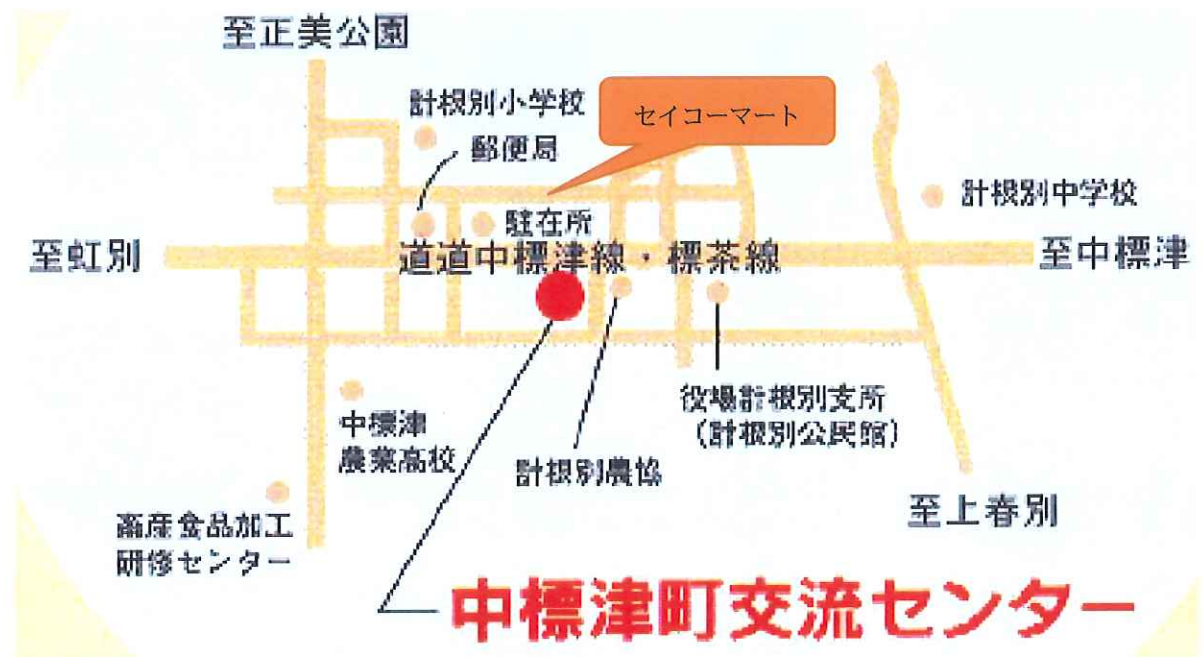 至正美公園
計根別小学校
セイコーマート
郵便局
計根別中学校
駐在所
至虹別
道道中標津線・標茶線
至中標津
役場計根別支所
(計根別公民館)
中標津
農業高校
計根別農協
至上春別
畜産食品加工
研修センター
中標津町交流センター